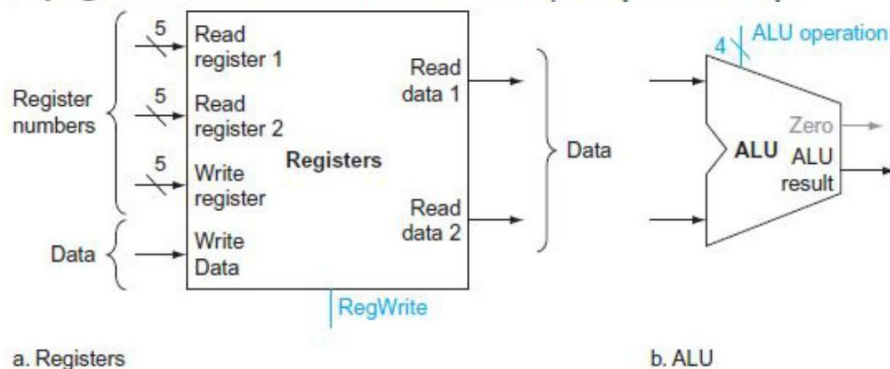 5
Read
register 1
5
Read
register 2
5
Write
register
Write
Data
Register
numbers
Data
Registers
Read
data 1
Read
data 2
Data
RegWrite
4
ALU operation
Zero
ALU
ALU
result
a. Registers
b. ALU